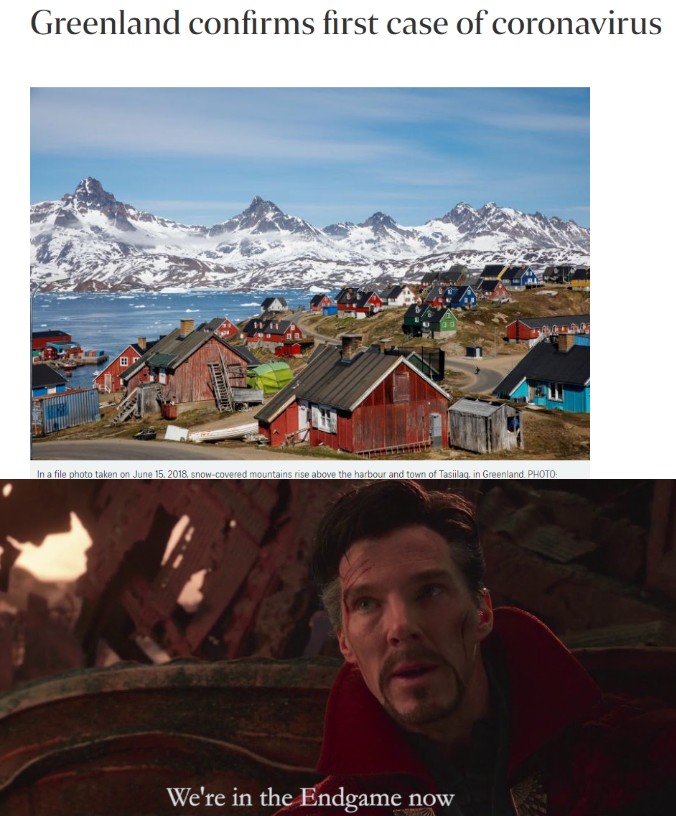 Greenland confirms first case of coronavirus
In a file photo taken on June 15, 2018, snow-covered mountains rise above the harbour and town of Tasiilaq, in Greenland. PHOTO:
We're in the Endgame now